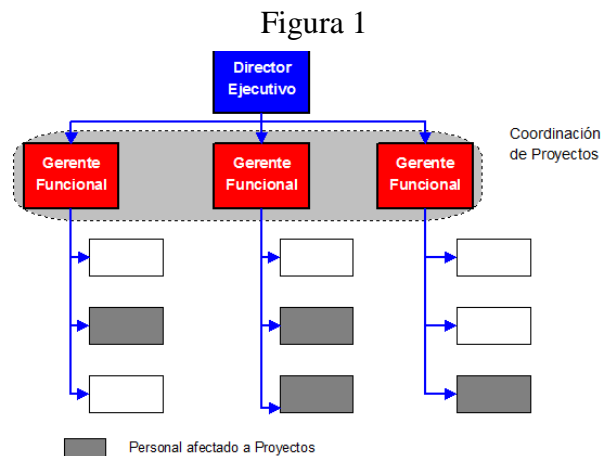 Figura 1
Director
Ejecutivo
Coordinación
de Proyectos
Gerente
Funcional
Gerente
Funcional
Gerente
Funcional
Personal afectado a Proyectos